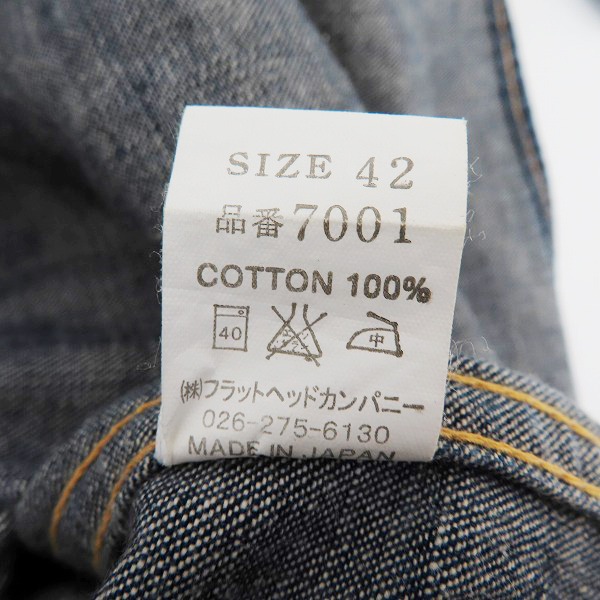 SIZE 42
品番7001
COTTON 100%
40 中
㈱フラットヘッドカンパニー
026-275-6130
MADE IN JAPAN